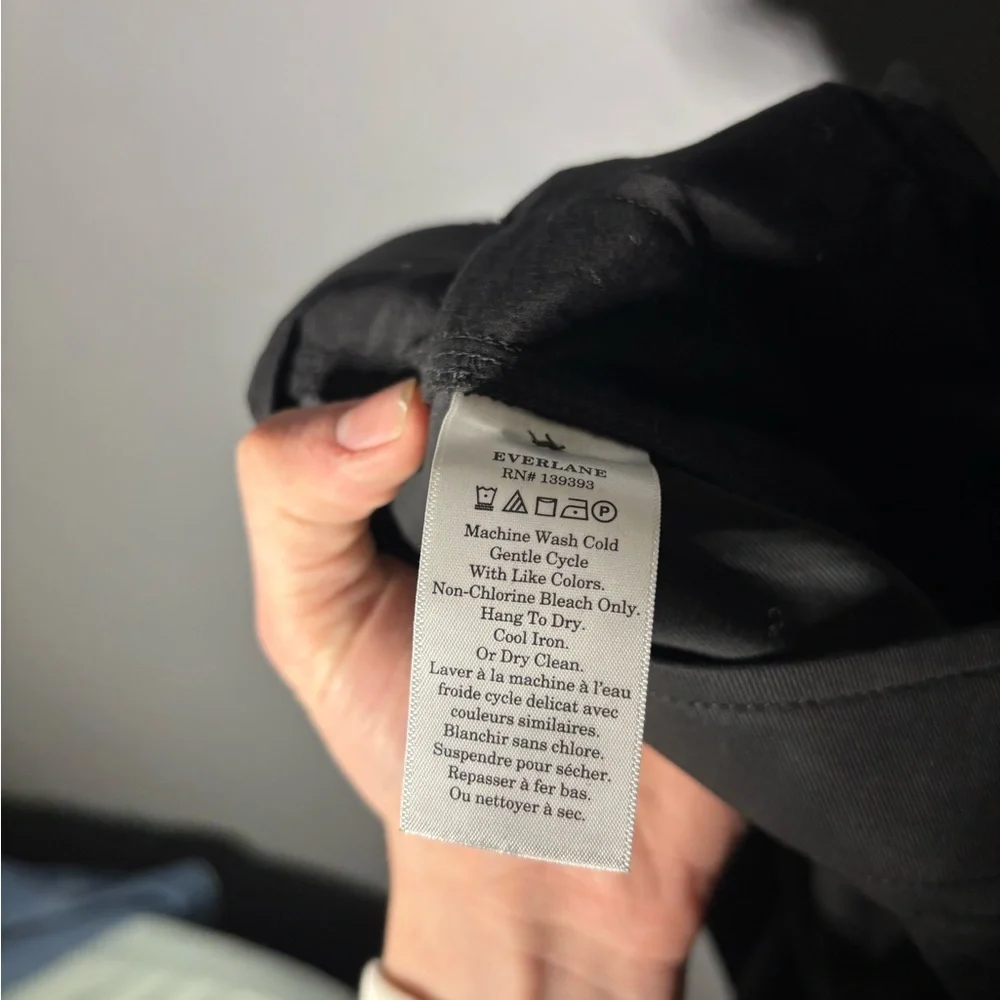 EVERLANE
RN# 139393
P
Machine Wash Cold
Gentle Cycle
With Like Colors.
Non-Chlorine Bleach Only.
Hang To Dry.
Cool Iron.
Or Dry Clean.
Laver à la machine à l'eau
froide cycle delicat avec
couleurs similaires.
Blanchir sans chlore.
Suspendre pour sécher.
Repasser à fer bas.
Ou nettoyer à sec.